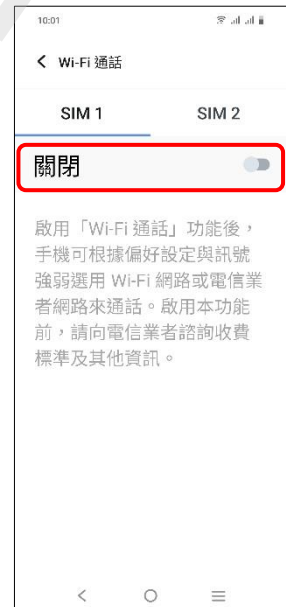 10:01
Wi-Fi 通話
SIM 1 SIM 2
關閉
啟用「Wi-Fi 通話」功能後，
手機可根據偏好設定與訊號
強弱選用 Wi-Fi 網路或電信業
者網路來通話。啟用本功能
前，請向電信業者諮詢收費
標準及其他資訊。